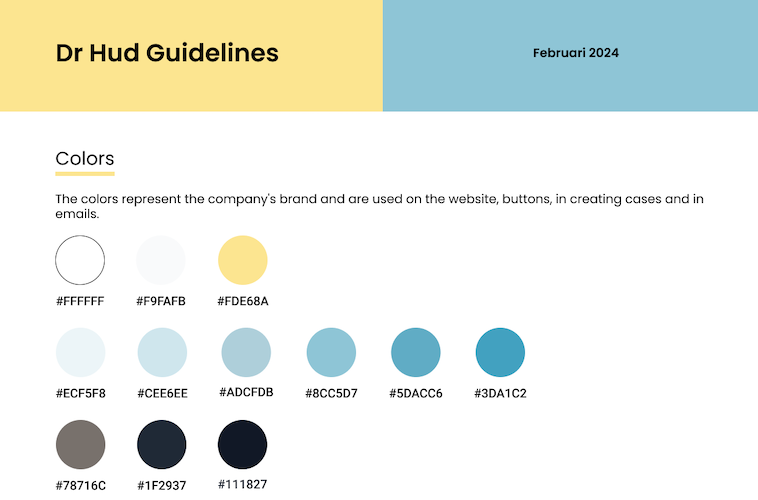 Dr Hud Guidelines
Februari 2024
Colors
The colors represent the company's brand and are used on the website, buttons, in creating cases and in
emails.
#FFFFFF #F9FAFB #FDE68A
#ECF5F8 #CEE6EE #ADCFDB #8CC5D7 #5DACC6 #3DA1C2
#78716C #1F2937 #111827